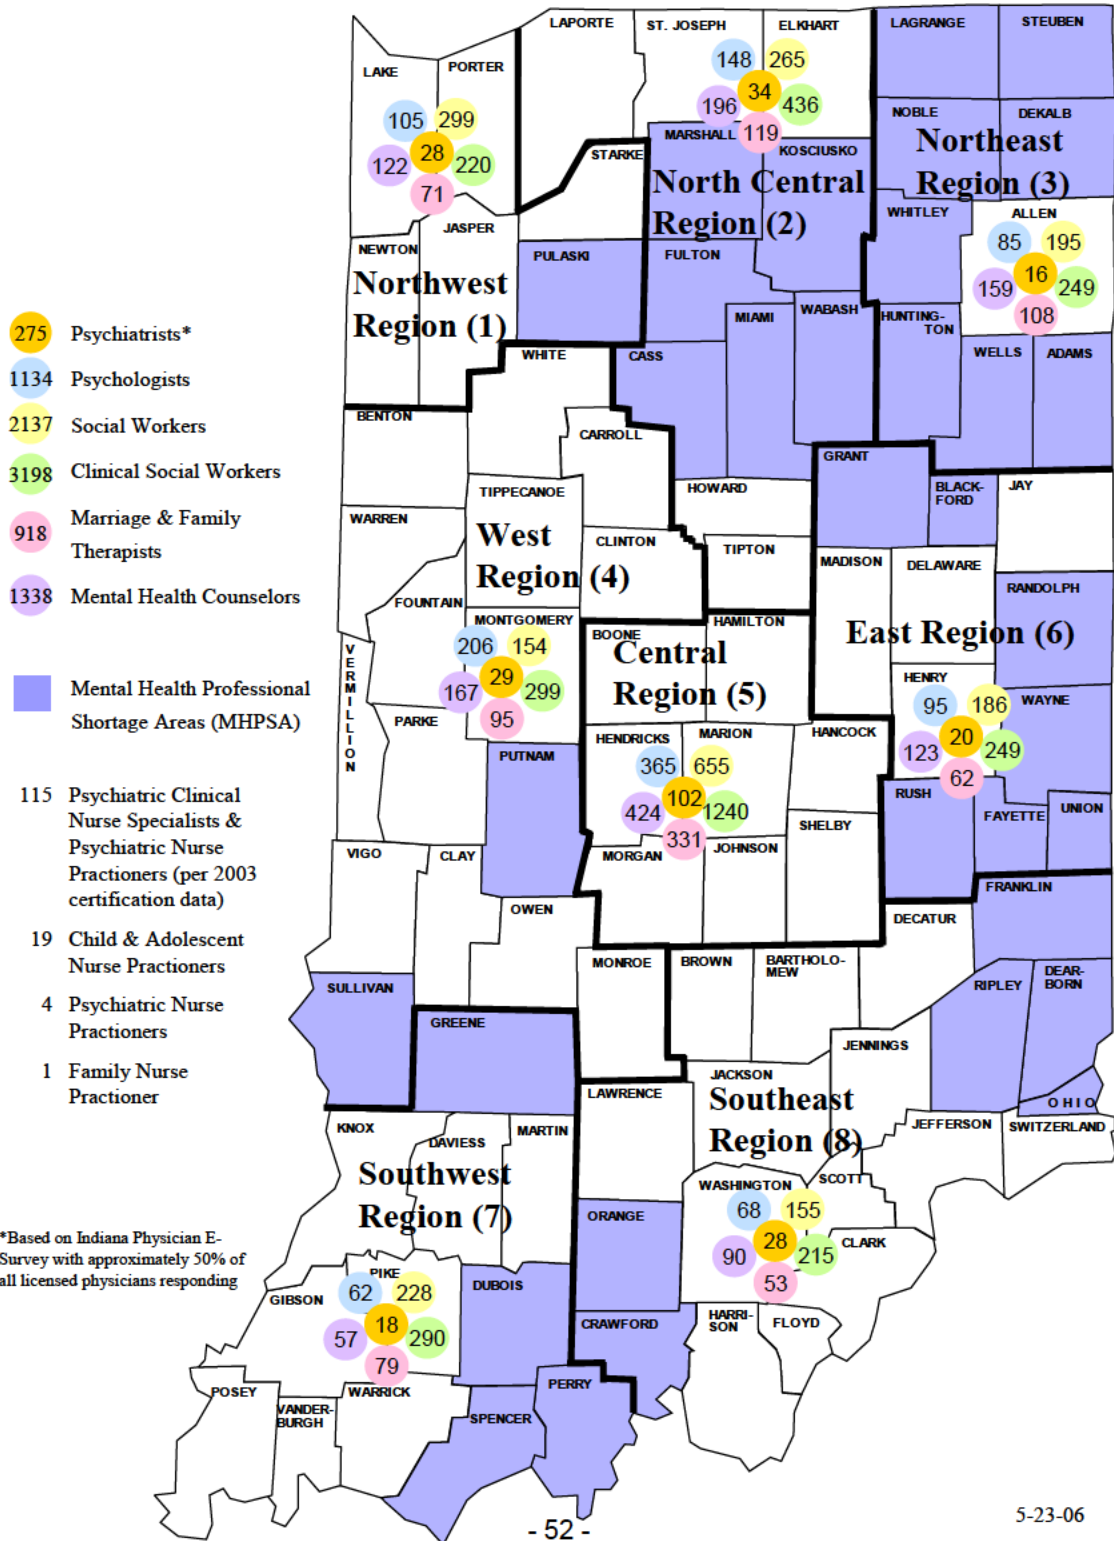 LAPORTE
ST. JOSEPH
ELKHART
LAGRANGE
STEUBEN
LAKE
PORTER
148
265
34
196
436
119
105
299
28
122
220
71
MARSHALL
KOSCIUSKO
STARKE
NOBLE
DEKALB
Northeast
Region (3)
North Central
Region (2)
WHITLEY
ALLEN
85
195
16
159
249
108
NEWTON
JASPER
PULASKI
FULTON
Northwest
Region (1)
MIAMI
WABASH
HUNTING-
TON
WELLS
ADAMS
WHITE
CASS
275 Psychiatrists*
1134 Psychologists
2137 Social Workers
3198 Clinical Social Workers
918 Marriage & Family
Therapists
1338 Mental Health Counselors
Mental Health Professional
Shortage Areas (MHPSA)
115 Psychiatric Clinical
Nurse Specialists &
Psychiatric Nurse
Practioners (per 2003
certification data)
19 Child & Adolescent
Nurse Practioners
4 Psychiatric Nurse
Practioners
1 Family Nurse
Practioner
*Based on Indiana Physician E-
Survey with approximately 50% of
all licensed physicians responding
BENTON
CARROLL
GRANT
BLACK-
FORD
JAY
TIPPECANOE
HOWARD
WARREN
West
Region (4)
CLINTON
TIPTON
MADISON
DELAWARE
RANDOLPH
FOUNTAIN
MONTGOMERY
BOONE
HAMILTON
East Region (6)
206
154
29
167
299
95
Central
Region (5)
VERMILLION
PARKE
PUTNAM
HENRY
WAYNE
95
186
20
123
249
62
HENDRICKS
MARION
HANCOCK
365
655
102
424
1240
331
RUSH
FAYETTE
UNION
SHELBY
VIGO
CLAY
MORGAN
JOHNSON
FRANKLIN
OWEN
DECATUR
MONROE
BROWN
BARTHOLO-
MEW
SULLIVAN
GREENE
RIPLEY
DEAR-
BORN
JENNINGS
LAWRENCE
JACKSON
Southeast
Region (8)
OHIO
JEFFERSON
SWITZERLAND
KNOX
DAVIESS
MARTIN
Southwest
Region (7)
WASHINGTON
SCOTT
68
155
28
90
215
53
ORANGE
CLARK
PIKE
GIBSON
DUBOIS
62
228
18
57
290
79
CRAWFORD
HARRI-
SON
FLOYD
POSEY
VANDER-
BURGH
WARRICK
SPENCER
PERRY
- 52 -
5-23-06